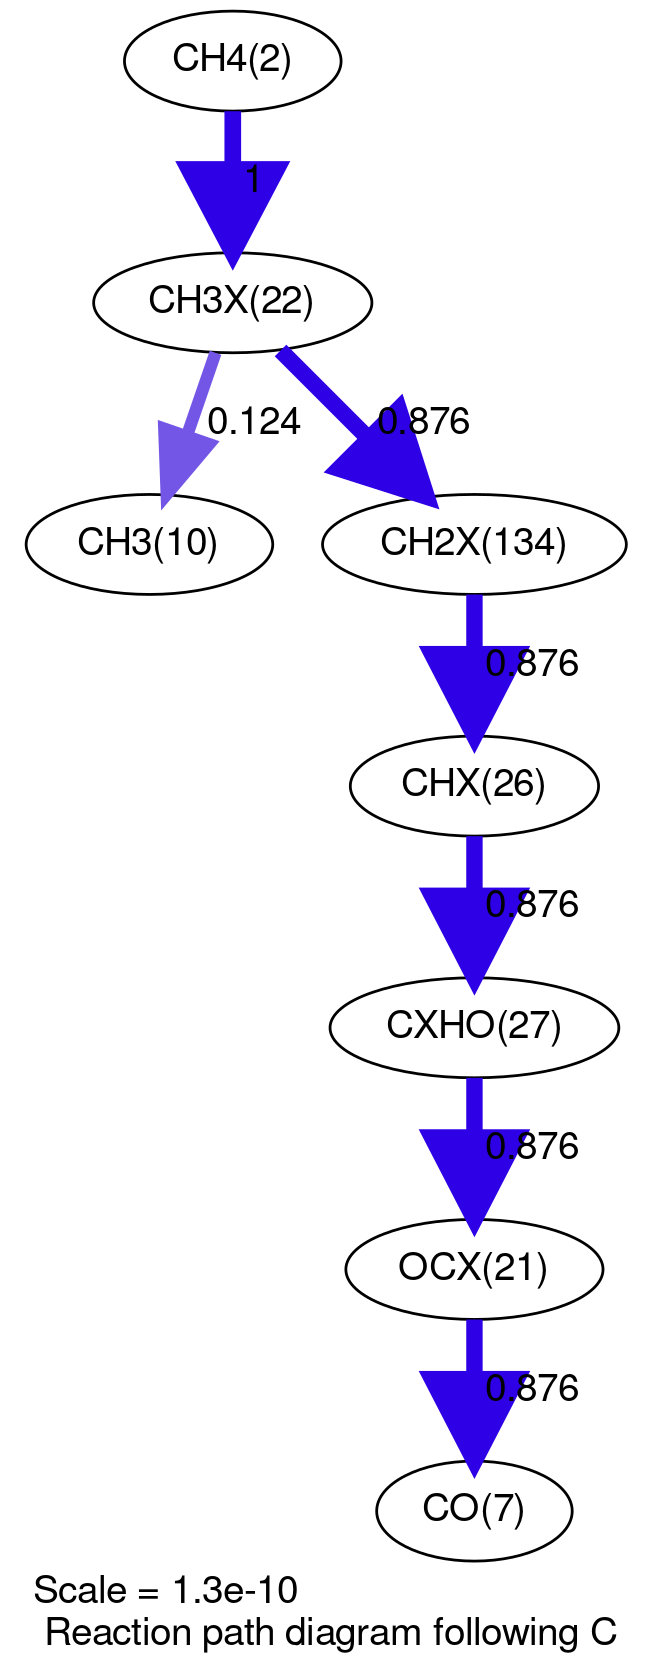 CH4(2)
1
CH3X(22)
0.124
0.876
CH3(10)
CH2X(134)
0.876
CHX(26)
0.876
CXHO(27)
0.876
OCX(21)
0.876
CO(7)
Scale = 1.3e-10
Reaction path diagram following C